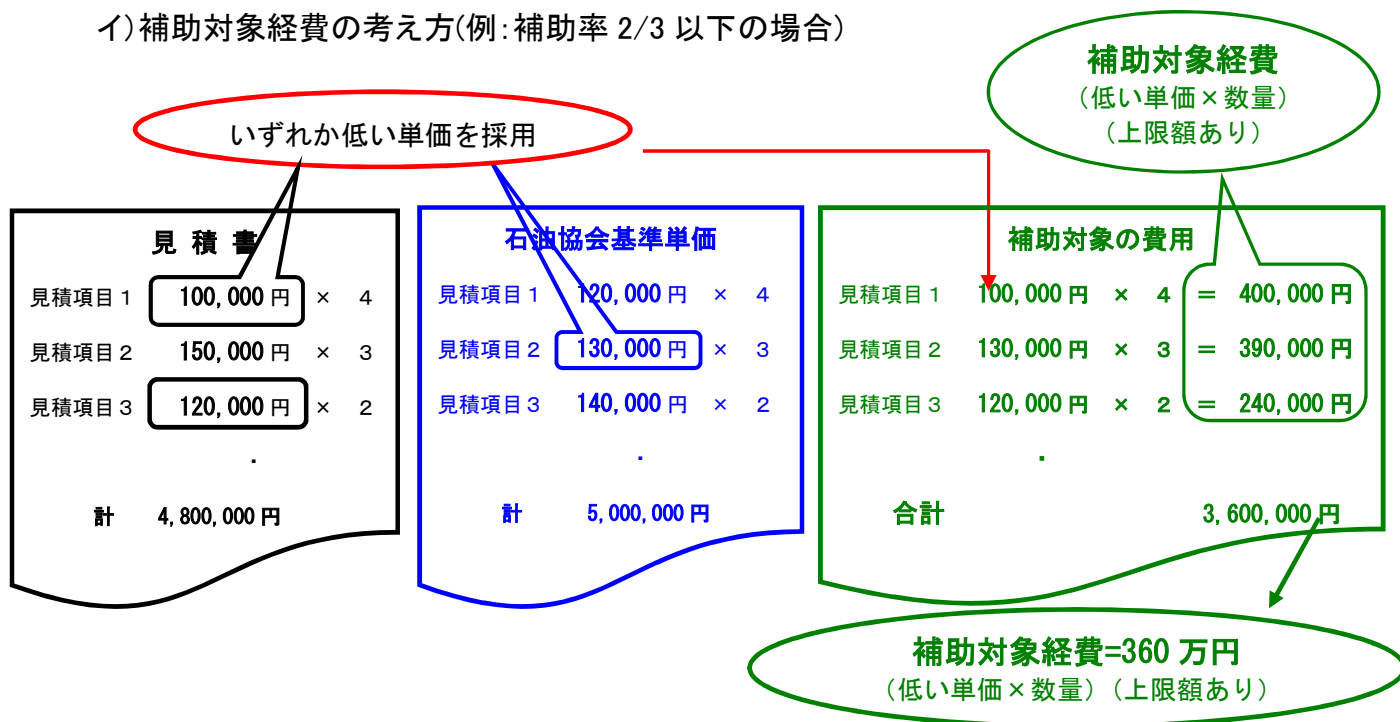 イ)補助対象経費の考え方(例:補助率 2/3 以下の場合)
補助対象経費
(低い単価×数量)
(上限額あり)
いずれか低い単価を採用
見 積 書
見積項目1 100,000 円 × 4
見積項目2 150,000 円 × 3
見積項目3 120,000 円 × 2
.
計 4,800,000 円
石油協会基準単価
見積項目1 120,000 円 × 4
見積項目2 130,000 円 × 3
見積項目3 140,000 円 × 2
.
計 5,000,000 円
補助対象の費用
見積項目1 100,000 円 × 4 = 400,000 円
見積項目2 130,000 円 × 3 = 390,000 円
見積項目3 120,000 円 × 2 = 240,000 円
.
合計 3,600,000 円
補助対象経費=360 万円
(低い単価×数量)(上限額あり)